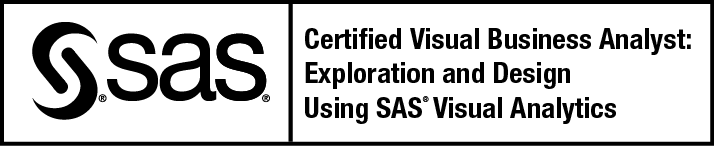 sas®
Certified Visual Business Analyst:
Exploration and Design
Using SAS® Visual Analytics